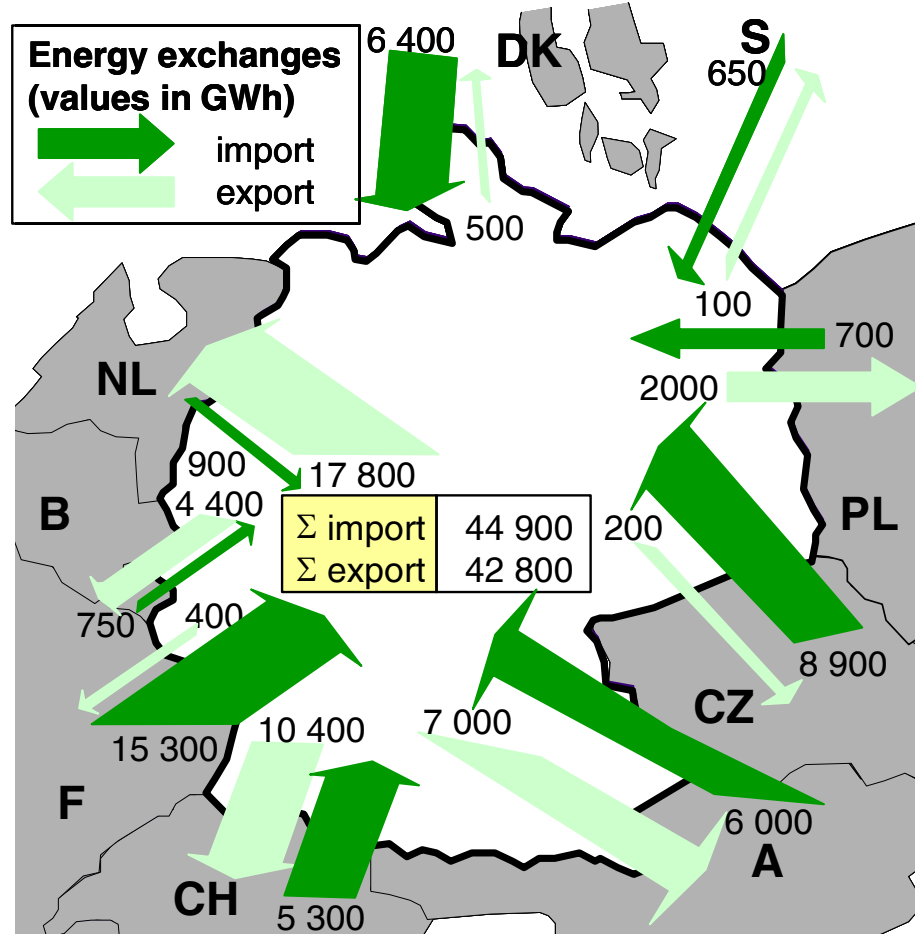 Energy exchanges
(values in GWh)
import
export
6 400
DK
S
650
500
100
700
NL
2000
900
17 800
4 400
B
Σ import 44 900
Σ export 42 800
200
PL
750
400
8 900
CZ
7 000
10 400
15 300
F
6 000
A
CH
5 300